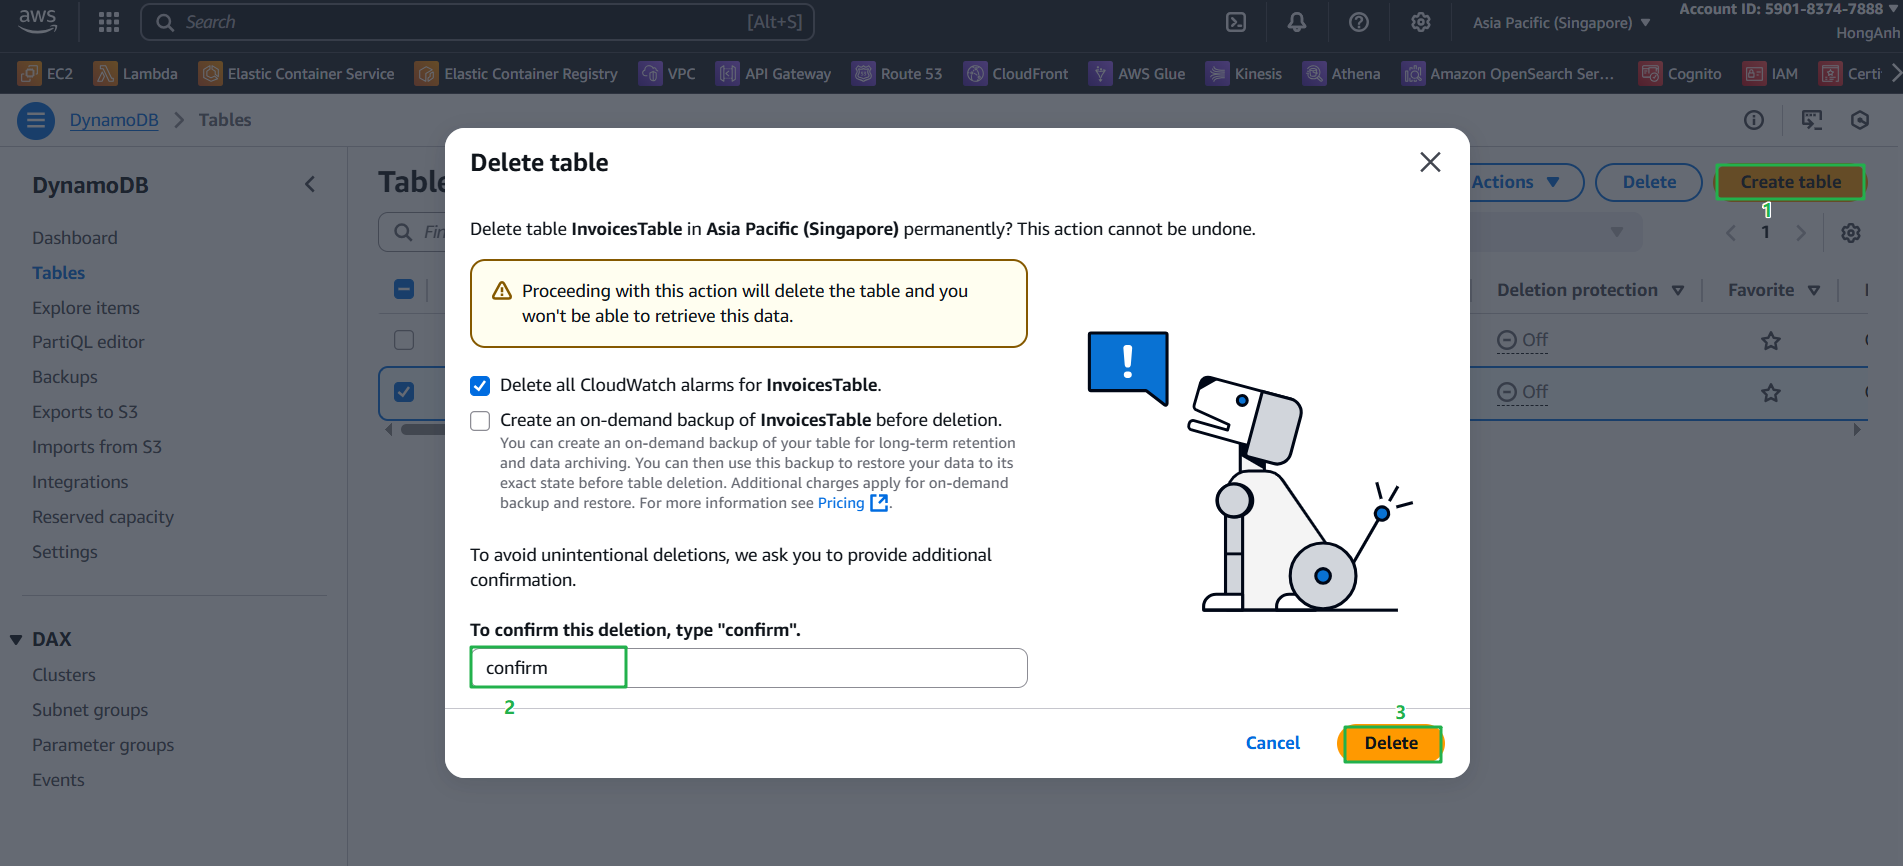 aws
Search
[Alt+S]
Asia Pacific (Singapore)
Account ID: 5901-8374-7888
HongAnh
EC2
Lambda
Elastic Container Service
Elastic Container Registry
VPC
API Gateway
Route 53
CloudFront
AWS Glue
Kinesis
Athena
Amazon OpenSearch Ser...
Cognito
IAM
Certi
DynamoDB
Tables
DynamoDB
Dashboard
Tables
Explore items
PartiQL editor
Backups
Exports to S3
Imports from S3
Integrations
Reserved capacity
Settings
DAX
Clusters
Subnet groups
Parameter groups
Events
Table
Actions
Delete
Create table
1
1
Deletion protection
Favorite
Off
Off
Delete table
Delete table InvoicesTable in Asia Pacific (Singapore) permanently? This action cannot be undone.
Proceeding with this action will delete the table and you
won't be able to retrieve this data.
Delete all CloudWatch alarms for InvoicesTable.
Create an on-demand backup of InvoicesTable before deletion.
You can create an on-demand backup of your table for long-term retention
and data archiving. You can then use this backup to restore your data to its
exact state before table deletion. Additional charges apply for on-demand
backup and restore. For more information see Pricing.
!
To avoid unintentional deletions, we ask you to provide additional
confirmation.
To confirm this deletion, type "confirm".
confirm
2
3
Cancel
Delete